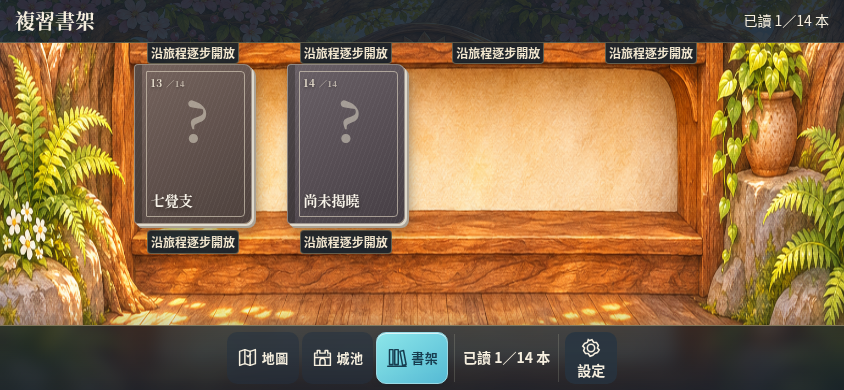 複習書架
已讀 1／14 本
沿旅程逐步開放
沿旅程逐步開放
沿旅程逐步開放
沿旅程逐步開放
13 ／14
?
七覺支
14 ／14
?
尚未揭曉
沿旅程逐步開放
沿旅程逐步開放
地圖
城池
書架
已讀 1／14 本
設定